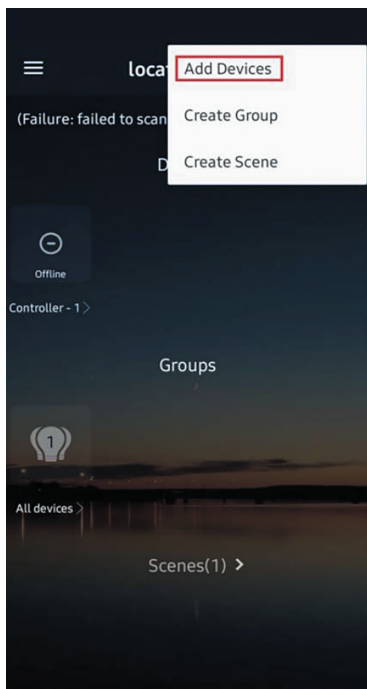 loca
Add Devices
(Failure: failed to scan
Create Group
D
Create Scene
Offline
Controller - 1 >
Groups
1
All devices >
Scenes(1) >